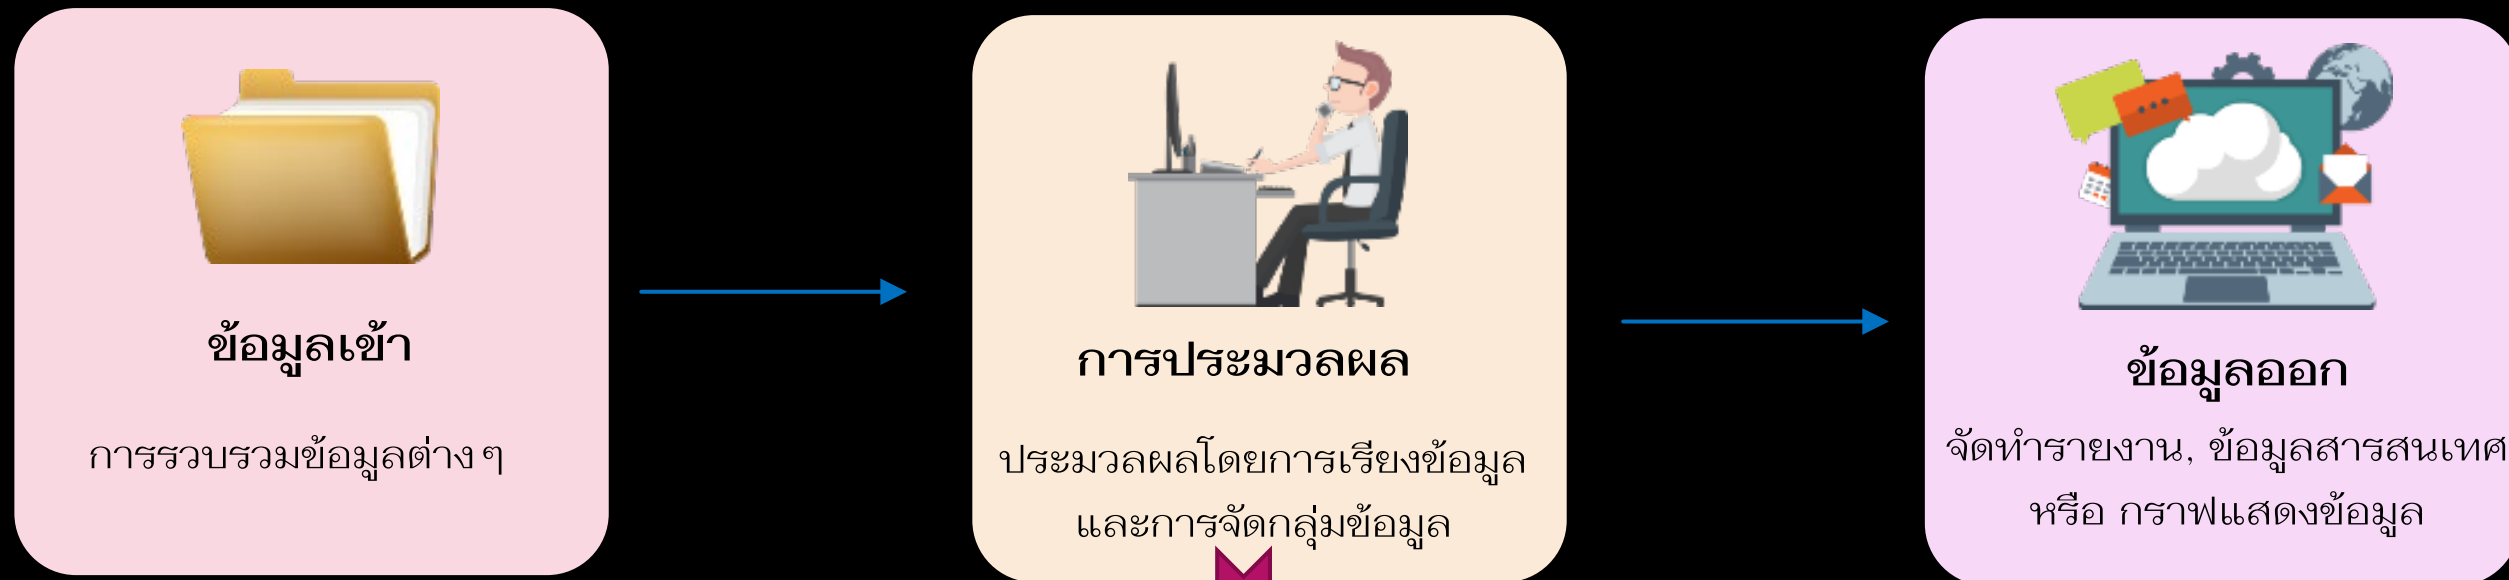 ข้อมูลเข้า
การรวบรวมข้อมูลต่าง ๆ
การประมวลผล
ประมวลผลโดยการเรียงข้อมูล
และการจัดกลุ่มข้อมูล
ข้อมูลออก
จัดทำรายงาน, ข้อมูลสารสนเทศ
หรือ กราฟแสดงข้อมูล